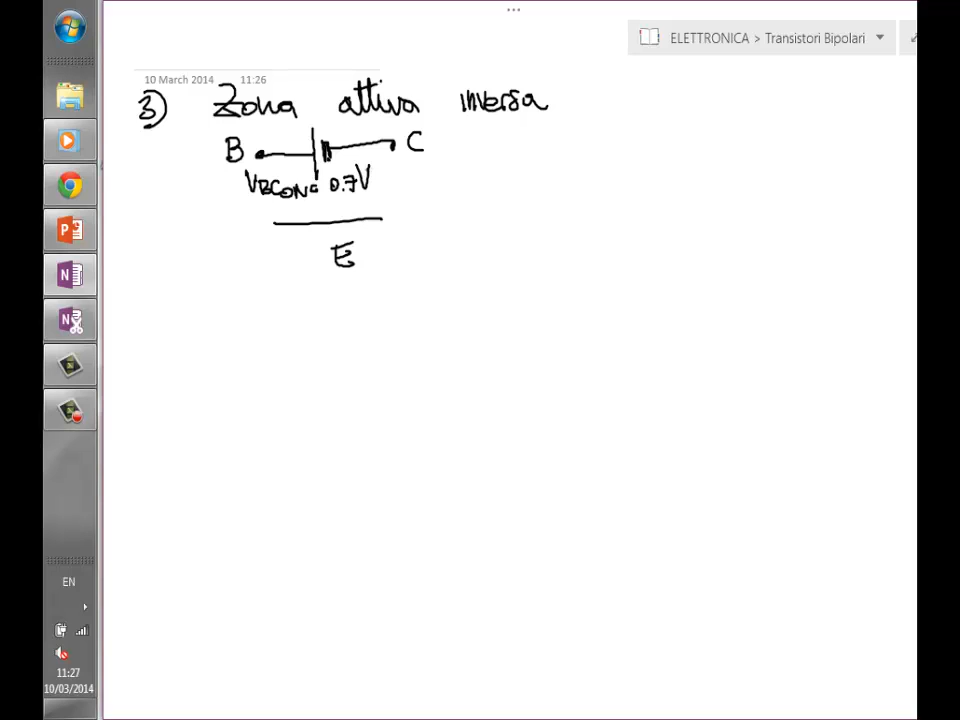 ELETTRONICA > Transistori Bipolari
10 March 2014 11:26
3) Zona attiva inversa
B C
VBCON= 0.7V
E
EN
11:27
10/03/2014